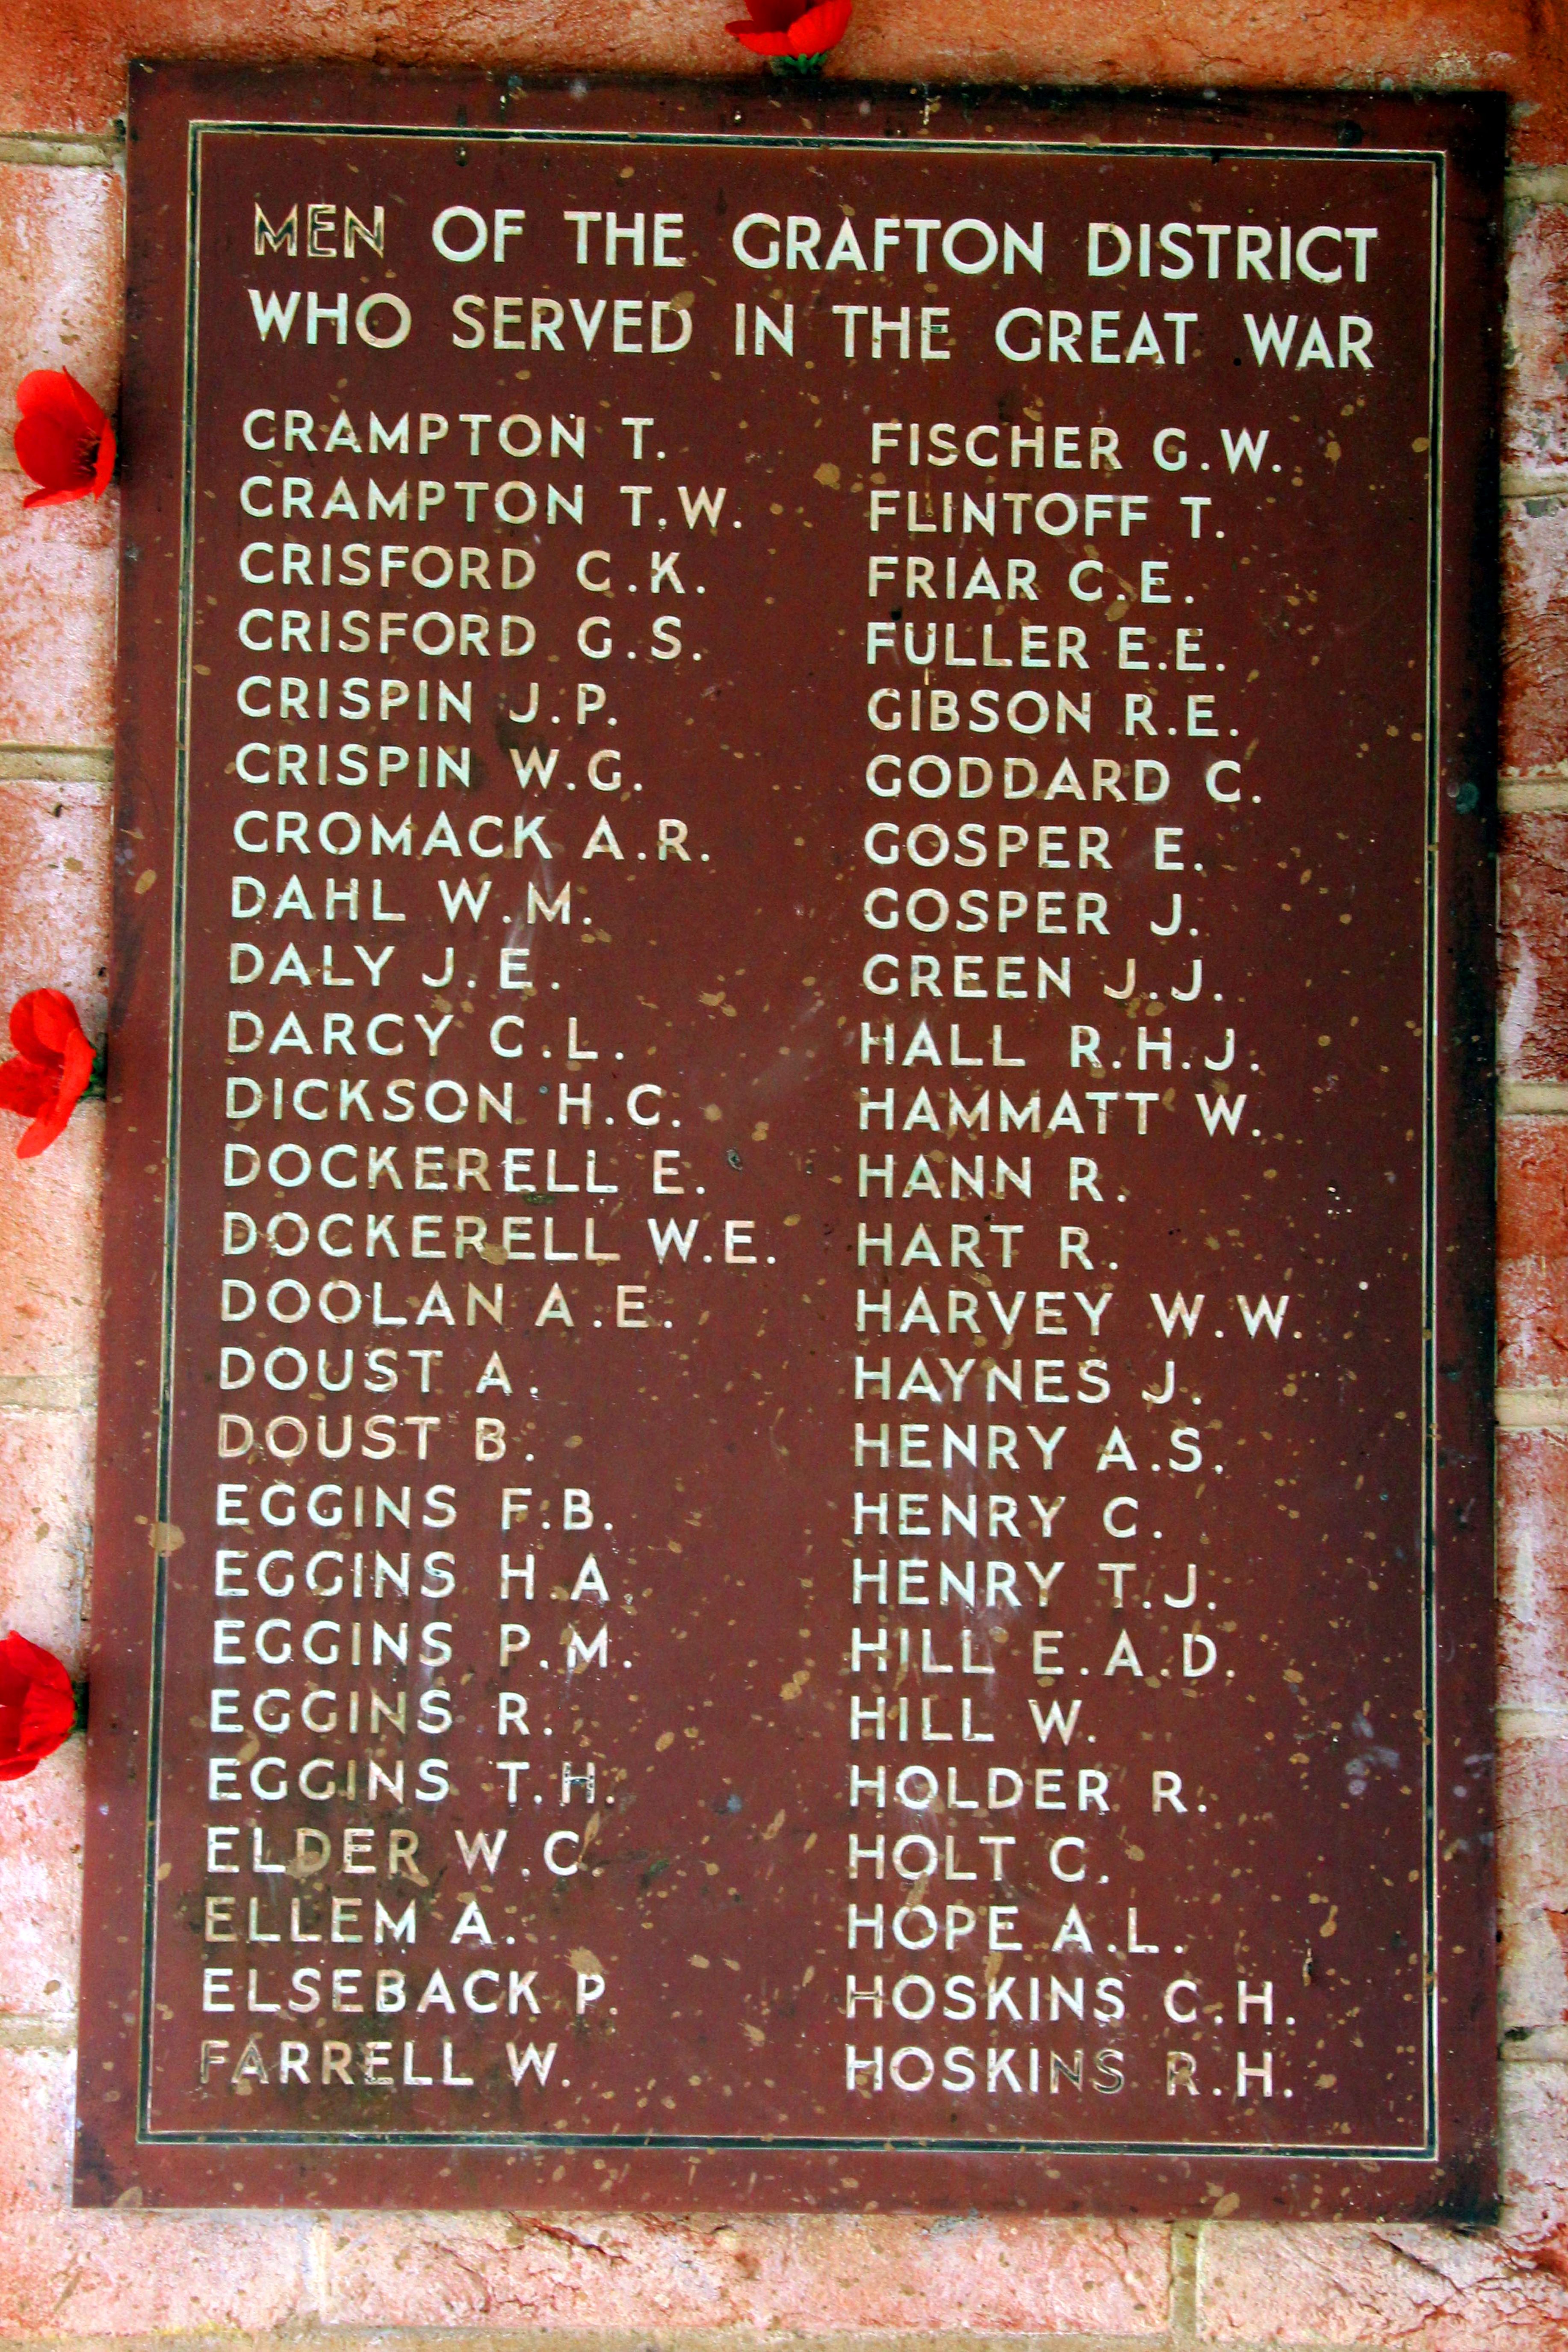 MEN OF THE GRAFTON DISTRICT
WHO SERVED IN THE GREAT WAR
CRAMPTON T.
CRAMPTON T.W.
CRISFORD C.K.
CRISFORD G.S.
CRISPIN J.P.
CRISPIN W.G.
CROMACK A.R.
DAHL W.M.
DALY J.E.
DARCY C.L.
DICKSON H.C.
DOCKERELL E.
DOCKERELL W.E.
DOOLAN A.E.
DOUST A.
DOUST B.
EGGINS F.B.
EGGINS H.A
EGGINS P.M.
EGGINS R.
EGGINS T.H.
ELDER W.C.
ELLEM A.
ELSEBACK P.
FARRELL W.
FISCHER G.W.
FLINTOFF T.
FRIAR C.E.
FULLER E.E.
GIBSON R.E.
GODDARD C.
GOSPER E.
GOSPER J.
GREEN J.J.
HALL R.H.J.
HAMMATT W.
HANN R.
HART R.
HARVEY W.W.
HAYNES J.
HENRY A.S.
HENRY C.
HENRY T.J.
HILL E.A.D.
HILL W.
HOLDER R.
HOLT C.
HOPE A.L.
HOSKINS C.H.
HOSKINS R.H.